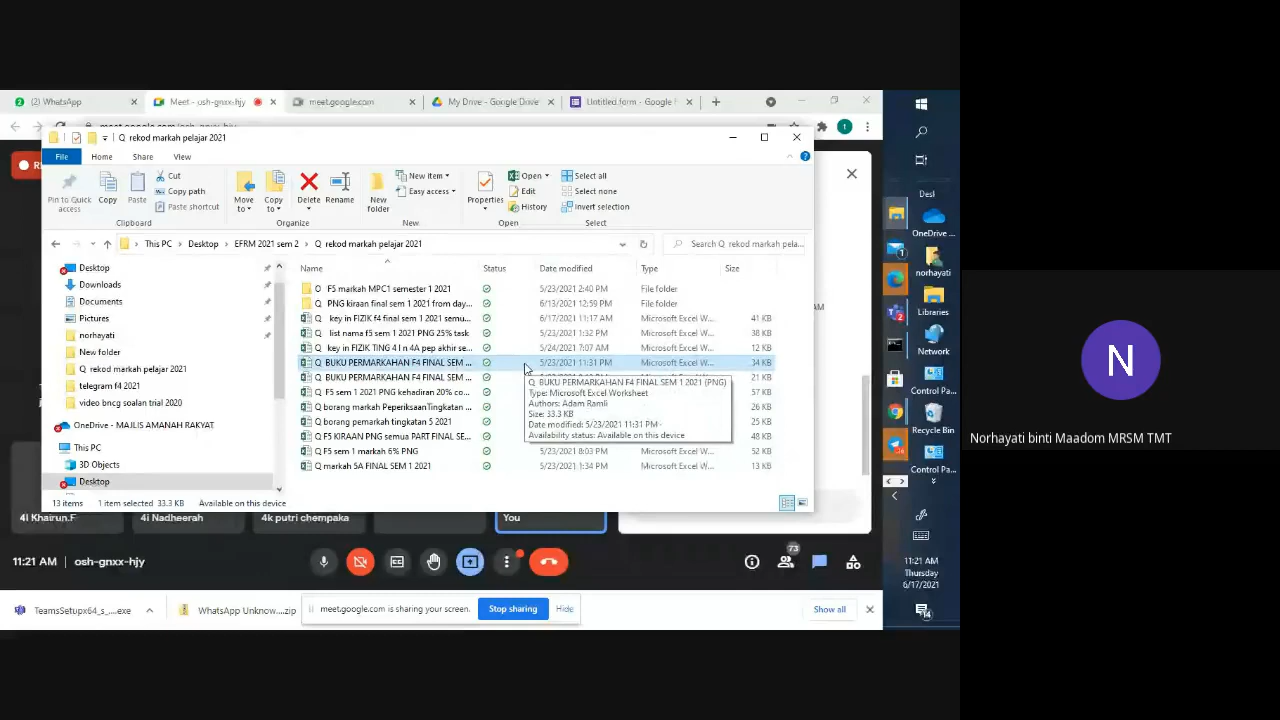 (2) WhatsApp
Meet - osh-gnxx-hjy
meet.google.com
My Drive - Google Drive
Untitled form - Google F
Q rekod markah pelajar 2021
File Home Share View
Pin to Quick access
Copy
Paste
Cut
Copy path
Paste shortcut
Clipboard
Move to
Copy to
Delete
Rename
Organize
New folder
New item
Easy access
New
Properties
Open
Edit
History
Open
Select all
Select none
Invert selection
Select
This PC > Desktop > EFRM 2021 sem 2 > Q rekod markah pelajar 2021
Search Q rekod markah pela...
Desktop
Downloads
Documents
Pictures
norhayati
New folder
Q rekod markah pelajar 2021
telegram f4 2021
video bncg soalan trial 2020
OneDrive - MAJLIS AMANAH RAKYAT
This PC
3D Objects
Desktop
Name Status Date modified Type Size
Q F5 markah MPC1 semester 1 2021 5/23/2021 2:40 PM File folder
Q PNG kiraan final sem 1 2021 from day... 6/13/2021 12:59 PM File folder
Q key in FIZIK f4 final sem 1 2021 semu... 6/17/2021 11:17 AM Microsoft Excel W... 41 KB
Q list nama f5 sem 1 2021 PNG 25% task 5/23/2021 1:32 PM Microsoft Excel W... 38 KB
Q key in FIZIK TING 4 I n 4A pep akhir se... 5/24/2021 7:07 AM Microsoft Excel W... 12 KB
Q BUKU PERMARKAHAN F4 FINAL SEM ... 5/23/2021 11:31 PM Microsoft Excel W... 34 KB
Q BUKU PERMARKAHAN F4 FINAL SEM ... Microsoft Excel W... 21 KB
Q F5 sem 1 2021 PNG kehadiran 20% co... 57 KB
Q borang markah PeperiksaanTingkatan ... 26 KB
Q borang pemarkah tingkatan 5 2021 25 KB
Q F5 KIRAAN PNG semua PART FINAL SE... 48 KB
Q F5 sem 1 markah 6% PNG 5/23/2021 8:03 PM Microsoft Excel W... 52 KB
Q markah 5A FINAL SEM 1 2021 5/23/2021 1:34 PM Microsoft Excel W... 13 KB
Q BUKU PERMARKAHAN F4 FINAL SEM 1 2021 (PNG)
Type: Microsoft Excel Worksheet
Authors: Adam Ramli
Size: 33.3 KB
Date modified: 5/23/2021 11:31 PM
Availability status: Available on this device
13 items 1 item selected 33.3 KB Available on this device
4I Khairun.F
4I Nadheerah
4k putri chempaka
You
11:21 AM | osh-gnxx-hjy
73
TeamsSetupx64_s_....exe
WhatsApp Unknow....zip
meet.google.com is sharing your screen.
Stop sharing
Hide
Show all
Desl
OneDrive ...
norhayati
Libraries
Network
Control Pa...
Recycle Bin
Control Pa...
11:21 AM
Thursday
6/17/2021
N
Norhayati binti Maadom MRSM TMT